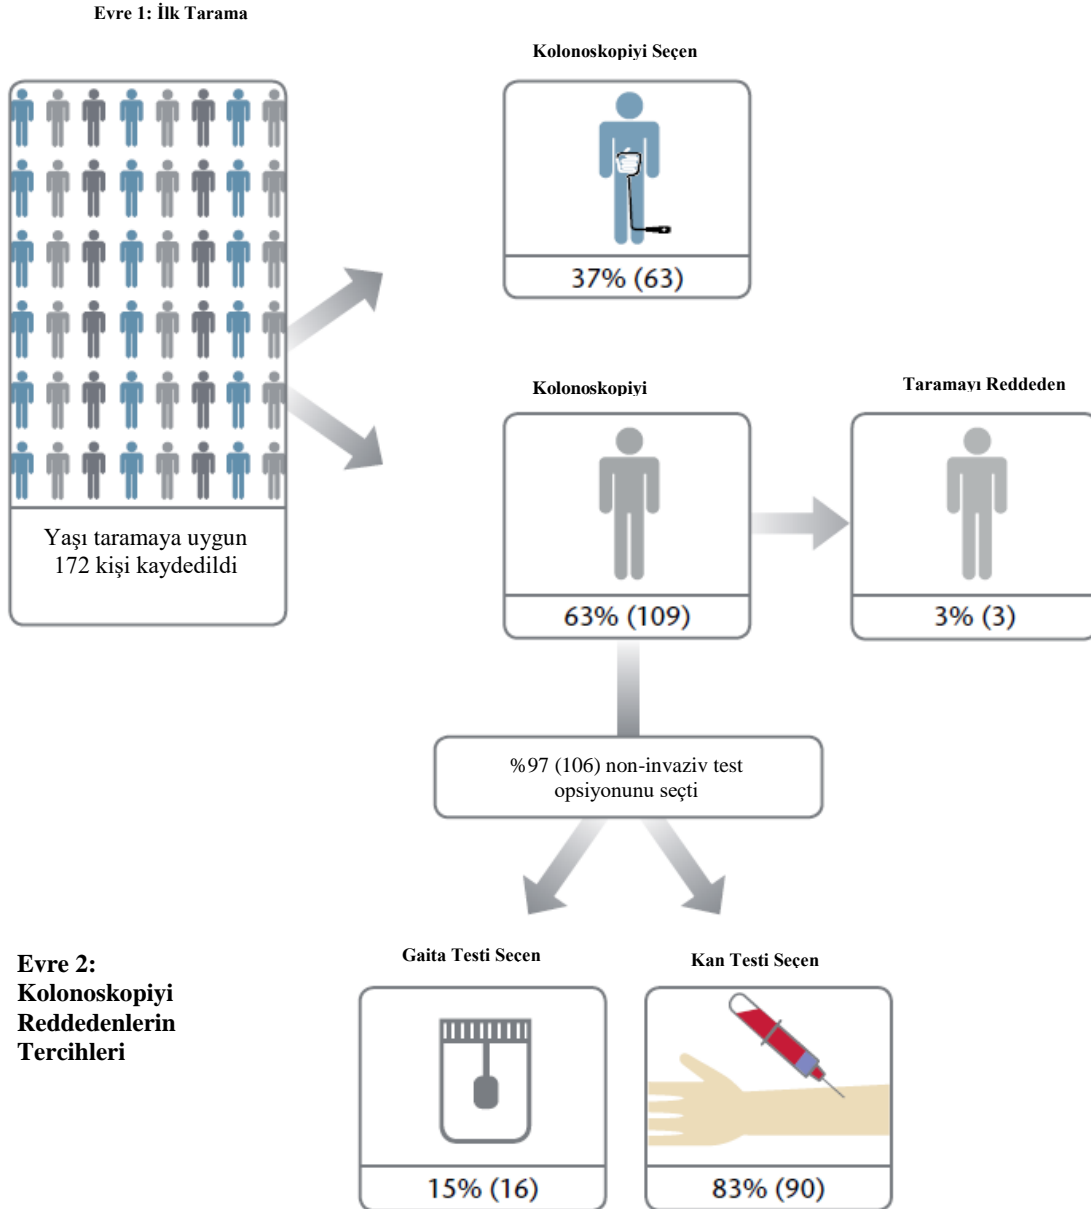 Evre 1: İlk Tarama
Kolonoskopiyi Seçen
37% (63)
Yaşı taramaya uygun
172 kişi kaydedildi
Kolonoskopiyi
63% (109)
Taramayı Reddeden
3% (3)
%97 (106) non-invaziv test
opsiyonunu seçti
Evre 2:
Kolonoskopiyi
Reddedenlerin
Tercihleri
Gaita Testi Seçen
15% (16)
Kan Testi Seçen
83% (90)